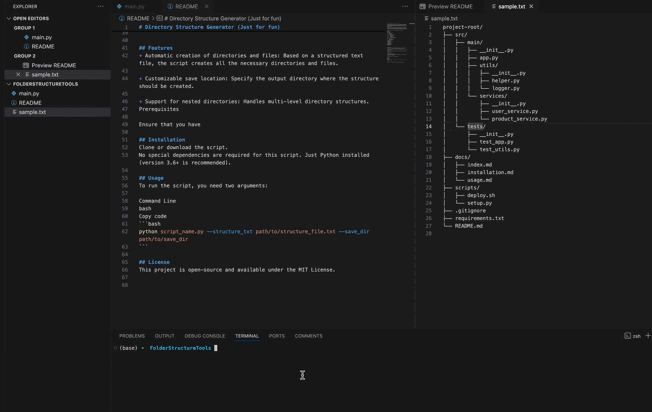 EXPLORER
OPEN EDITORS
GROUP 1
main.py
README
GROUP 2
Preview README
sample.txt
FOLDERSTRUCTURETOOLS
main.py
README
sample.txt
main.py
README
README > # Directory Structure Generator (Just for fun)
1 # Directory Structure Generator (Just for fun)
39
40
41 ## Features
42 + Automatic creation of directories and files: Based on a structured text
file, the script creates all the necessary directories and files.
43
44 + Customizable save location: Specify the output directory where the structure
should be created.
45
46 + Support for nested directories: Handles multi-level directory structures.
47 Prerequisites
48
49 Ensure that you have
50
51 ## Installation
52 Clone or download the script.
53 No special dependencies are required for this script. Just Python installed
(version 3.6+ is recommended).
54
55 ## Usage
56 To run the script, you need two arguments:
57
58 Command Line
59 bash
60 Copy code
61 ```bash
62 python script_name.py --structure_txt path/to/structure_file.txt --save_dir
path/to/save_dir
63 ```
64
65 ## License
66 This project is open-source and available under the MIT License.
67
68
Preview README
sample.txt
sample.txt
1 project-root/
2 ├── src/
3 │   ├── main/
4 │   │   ├── __init__.py
5 │   │   ├── app.py
6 │   │   └── utils/
7 │   │       ├── __init__.py
8 │   │       ├── helper.py
9 │   │       └── logger.py
10 │   │   └── services/
11 │   │       ├── __init__.py
12 │   │       ├── user_service.py
13 │   │       └── product_service.py
14 │   └── tests/
15 │       ├── __init__.py
16 │       ├── test_app.py
17 │       └── test_utils.py
18 ├── docs/
19 │   ├── index.md
20 │   ├── installation.md
21 │   └── usage.md
22 ├── scripts/
23 │   ├── deploy.sh
24 │   └── setup.py
25 ├── .gitignore
26 ├── requirements.txt
27 └── README.md
28
PROBLEMS OUTPUT DEBUG CONSOLE TERMINAL PORTS COMMENTS
zsh
(base) FolderStructureTools